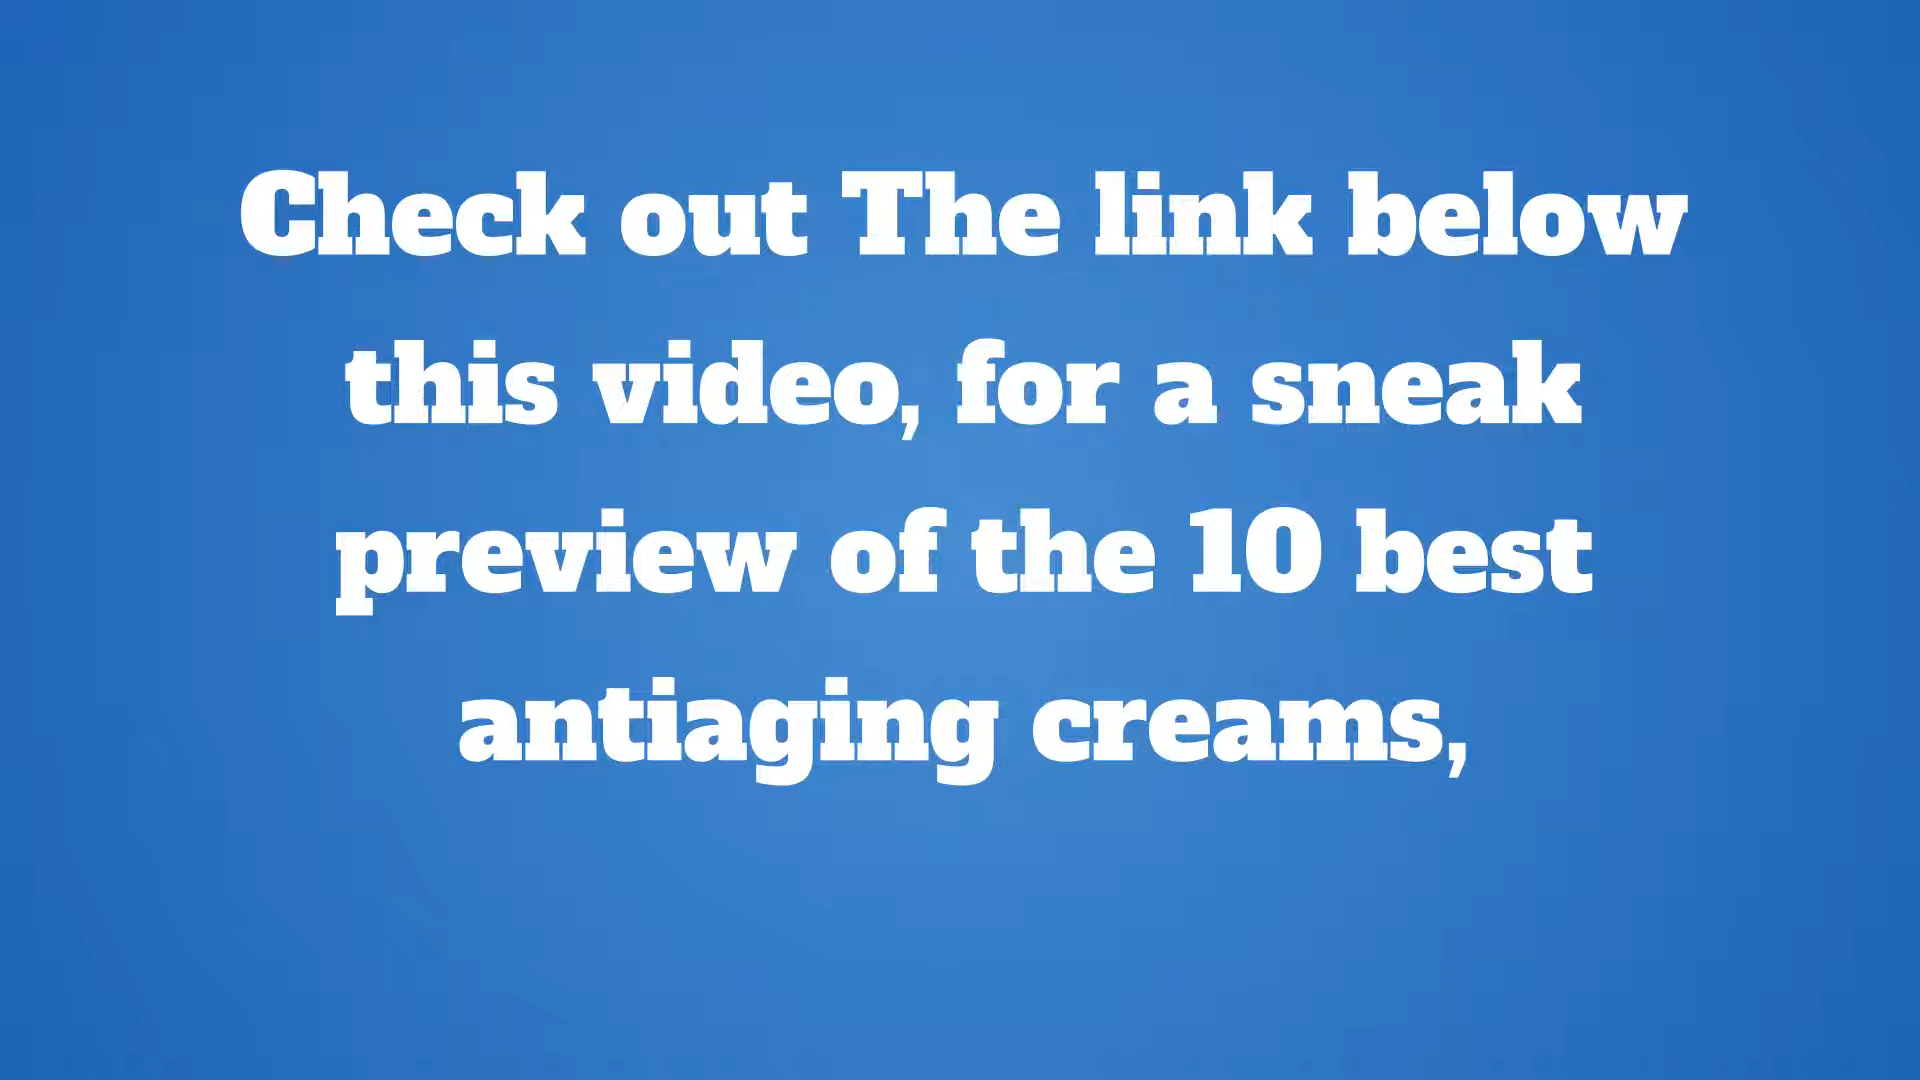 Check out The link below
this video, for a sneak
preview of the 10 best
antiaging creams,